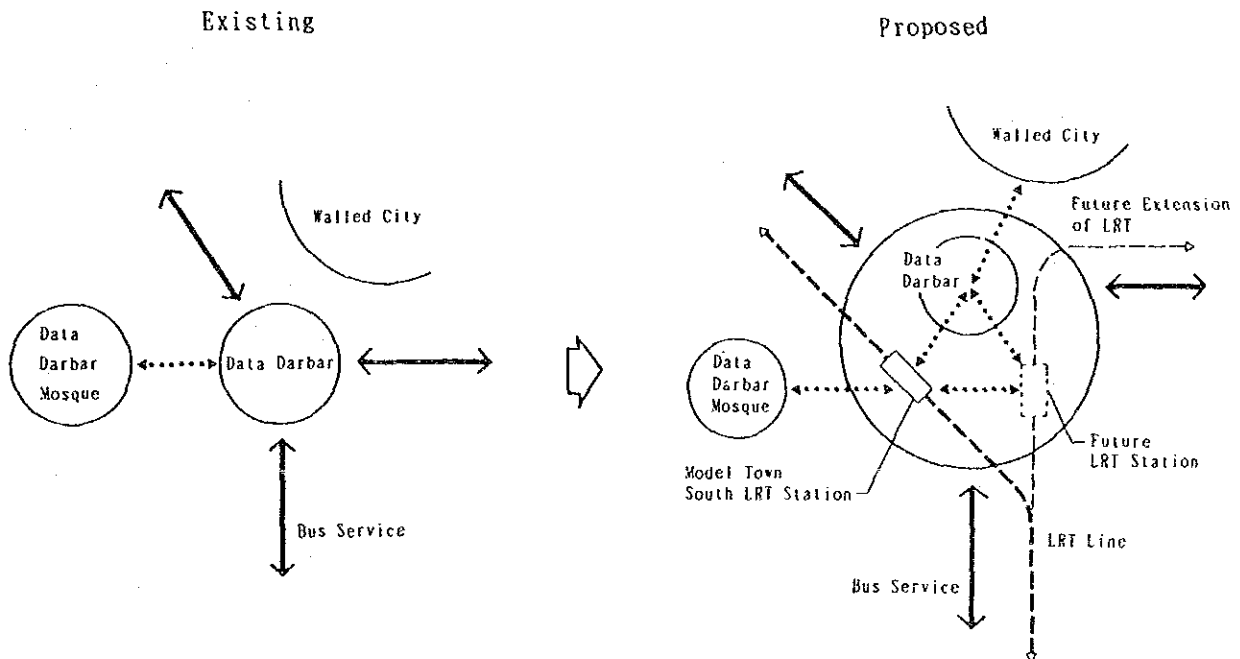 Existing
Walled City
Data
Darbar
Mosque
Data Darbar
Bus Service
Proposed
Walled City
Future Extension
of LRT
Data
Darbar
Data
Darbar
Mosque
Future
LRT Station
Model Town
South LRT Station
LRT Line
Bus Service